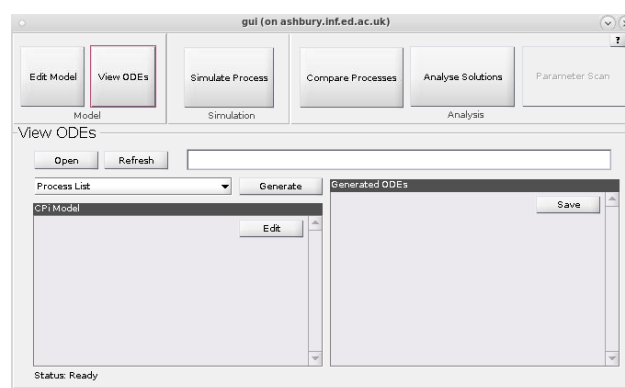 gui (on ashbury.inf.ed.ac.uk)
?
Edit Model
View ODEs
Simulate Process
Compare Processes
Analyse Solutions
Parameter Scan
Model
Simulation
Analysis
View ODEs
Open
Refresh
Process List
Generate
Generated ODEs
CPi Model
Save
Edit
Status: Ready